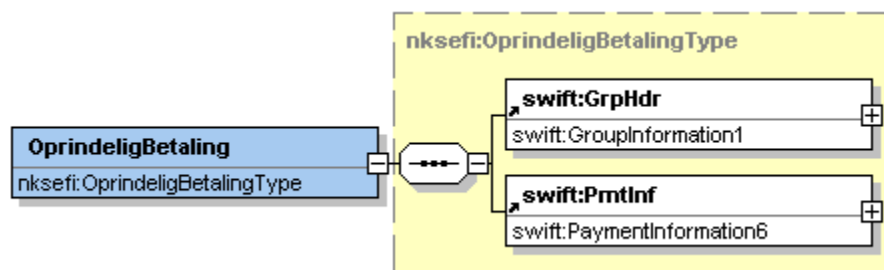 nksefi:OprindeligBetalingType
swift:GrpHdr
swift:GroupInformation1
OprindeligBetaling
nksefi:OprindeligBetalingType
swift:PmtInf
swift:PaymentInformation6